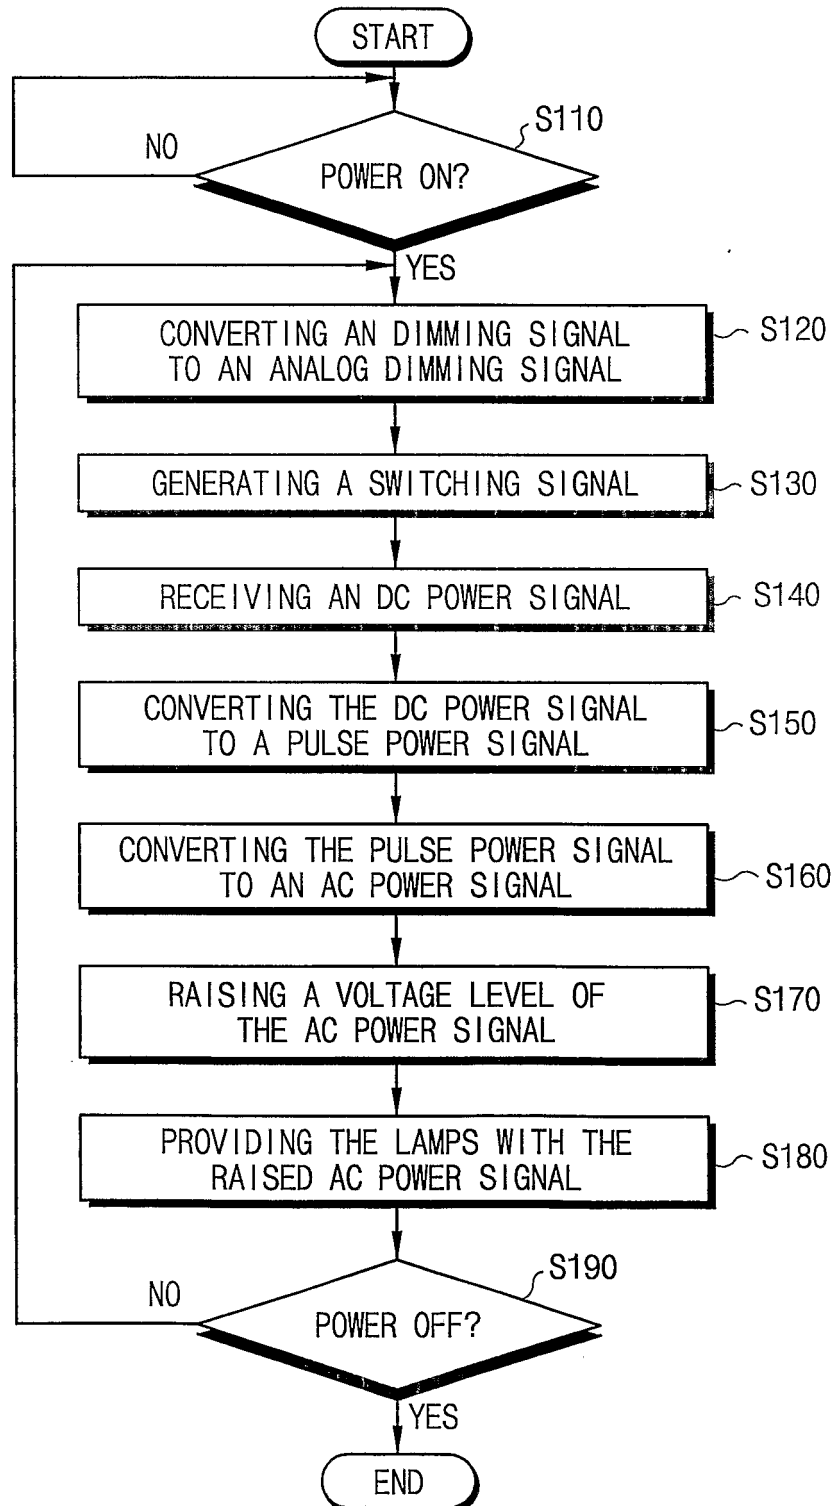 START
S110
NO
POWER ON?
YES
CONVERTING AN DIMMING SIGNAL
TO AN ANALOG DIMMING SIGNAL
S120
GENERATING A SWITCHING SIGNAL
S130
RECEIVING AN DC POWER SIGNAL
S140
CONVERTING THE DC POWER SIGNAL
TO A PULSE POWER SIGNAL
S150
CONVERTING THE PULSE POWER SIGNAL
TO AN AC POWER SIGNAL
S160
RAISING A VOLTAGE LEVEL OF
THE AC POWER SIGNAL
S170
PROVIDING THE LAMPS WITH THE
RAISED AC POWER SIGNAL
S180
S190
NO
POWER OFF?
YES
END